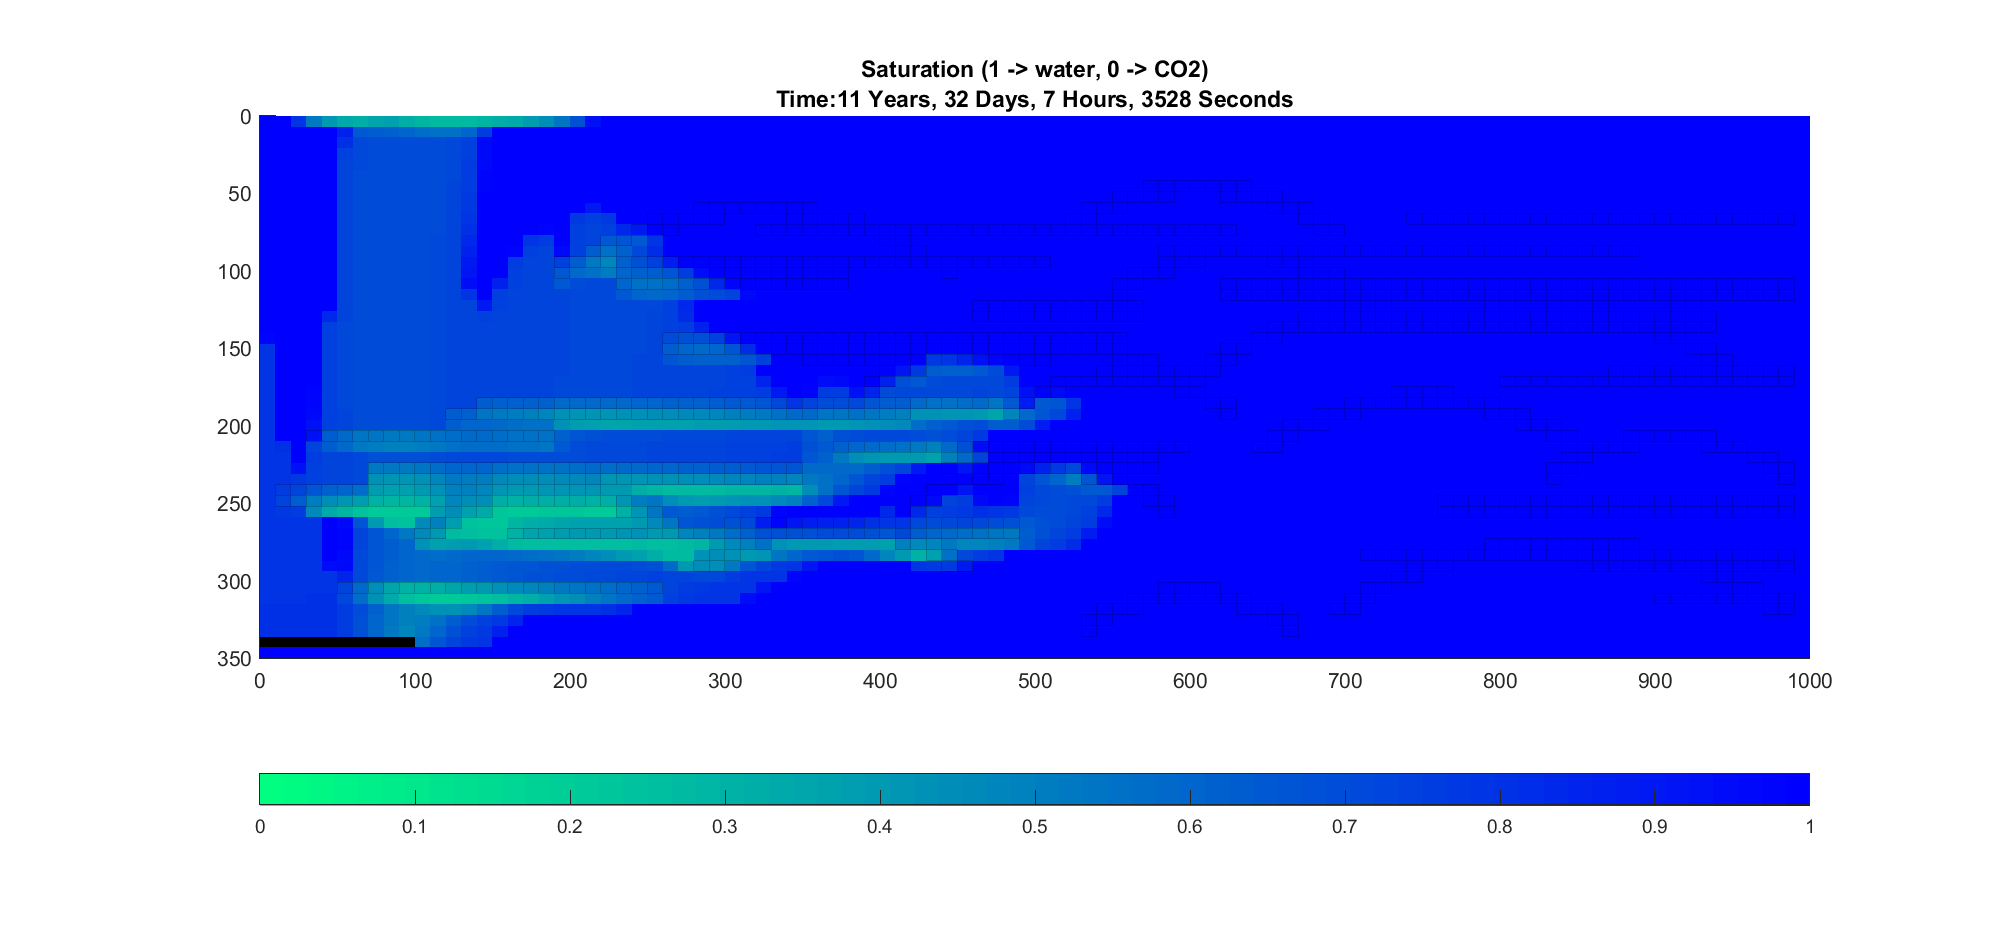 Saturation (1 -> water, 0 -> CO2)
Time:11 Years, 32 Days, 7 Hours, 3528 Seconds
0
50
100
150
200
250
300
350
0 100 200 300 400 500 600 700 800 900 1000
0 0.1 0.2 0.3 0.4 0.5 0.6 0.7 0.8 0.9 1